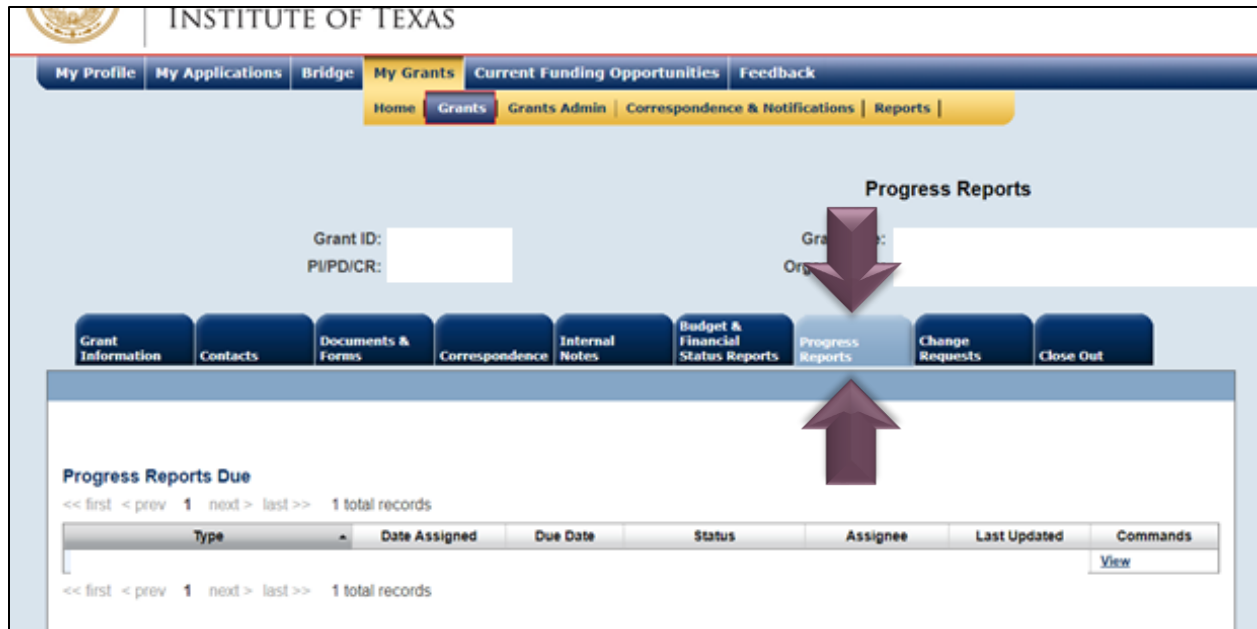 INSTITUTE OF TEXAS
My Profile My Applications Bridge My Grants Current Funding Opportunities Feedback
Home Grants Grants Admin | Correspondence & Notifications | Reports |
Progress Reports
Grant ID:
PI/PD/CR:
Grant Information
Contacts
Documents & Forms
Correspondence
Internal Notes
Budget & Financial Status Reports
Progress Reports
Change Requests
Close Out
Progress Reports Due
<< first < prev 1 next > last >> 1 total records
Type Date Assigned Due Date Status Assignee Last Updated Commands
View
<< first < prev 1 next > last >> 1 total records